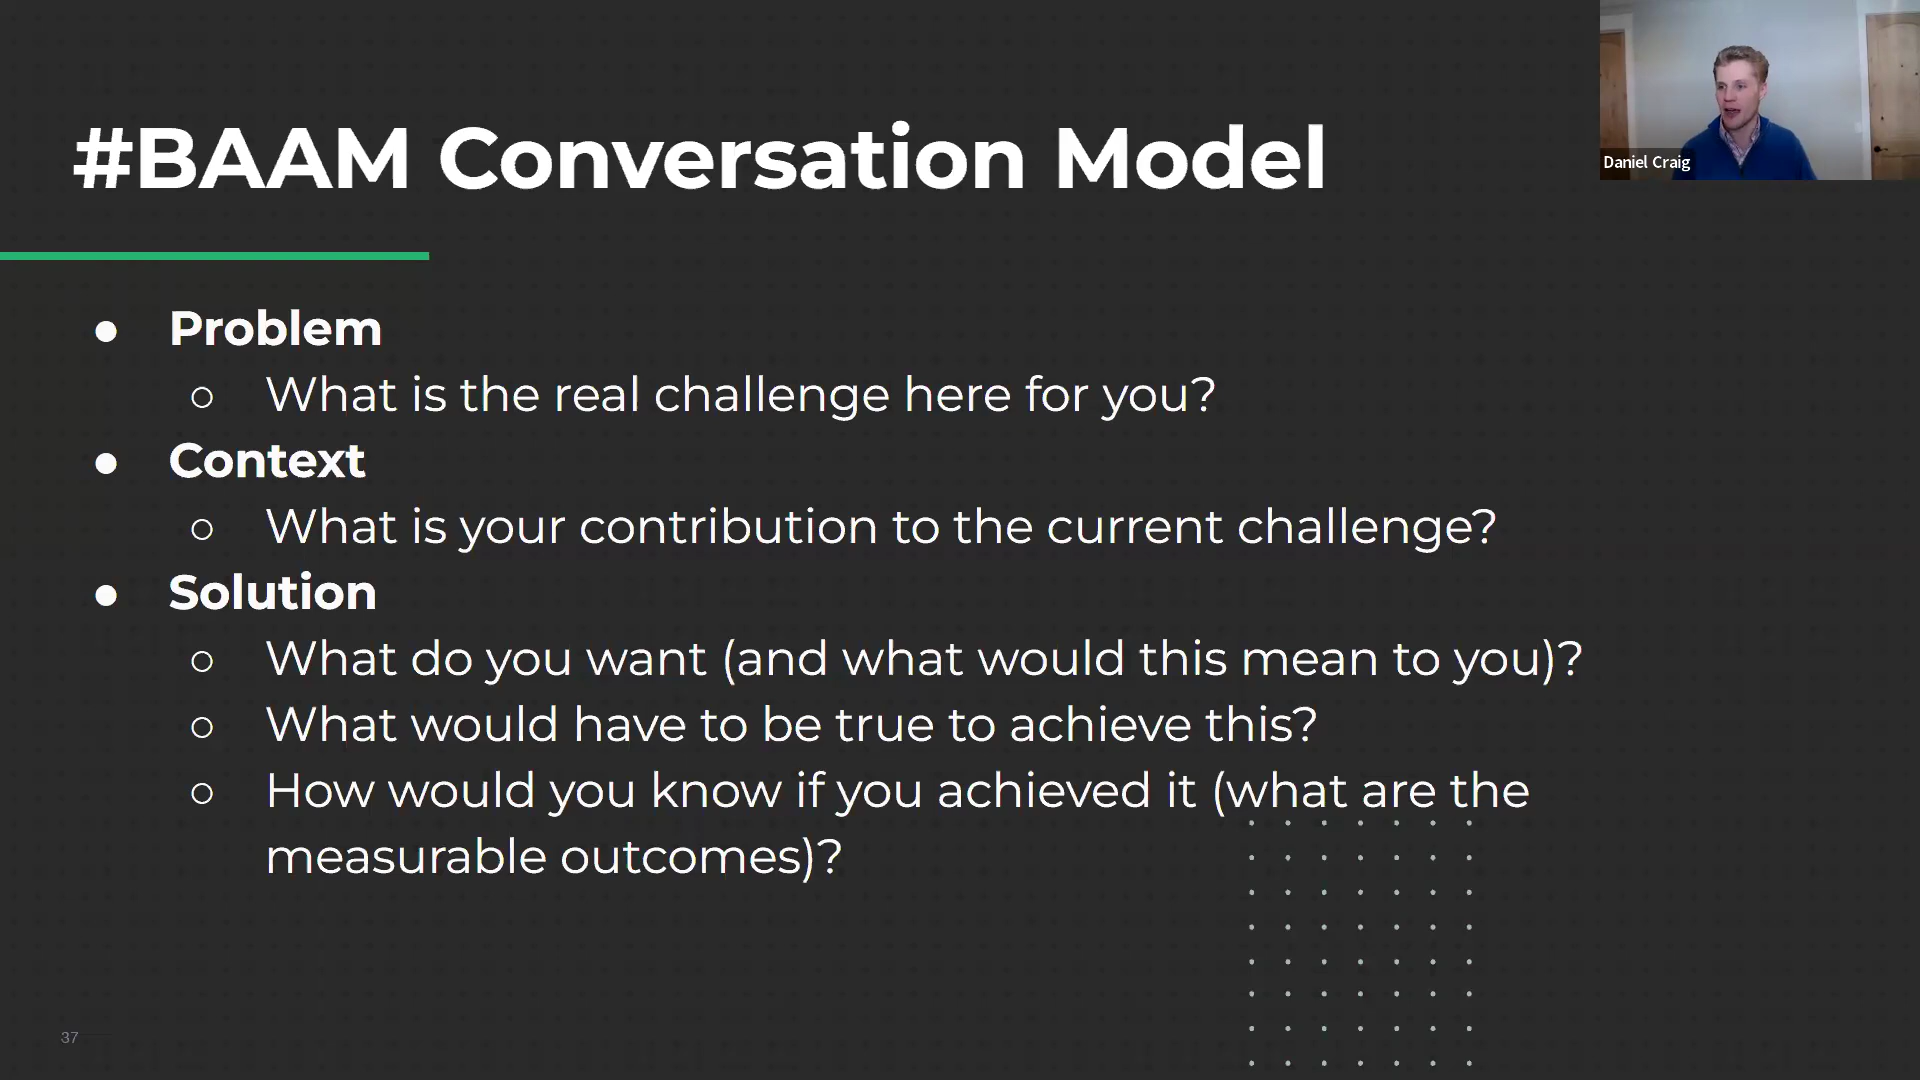 #BAAM Conversation Model
Daniel Craig
● Problem
○ What is the real challenge here for you?
● Context
○ What is your contribution to the current challenge?
● Solution
○ What do you want (and what would this mean to you)?
○ What would have to be true to achieve this?
○ How would you know if you achieved it (what are the
measurable outcomes)?
37